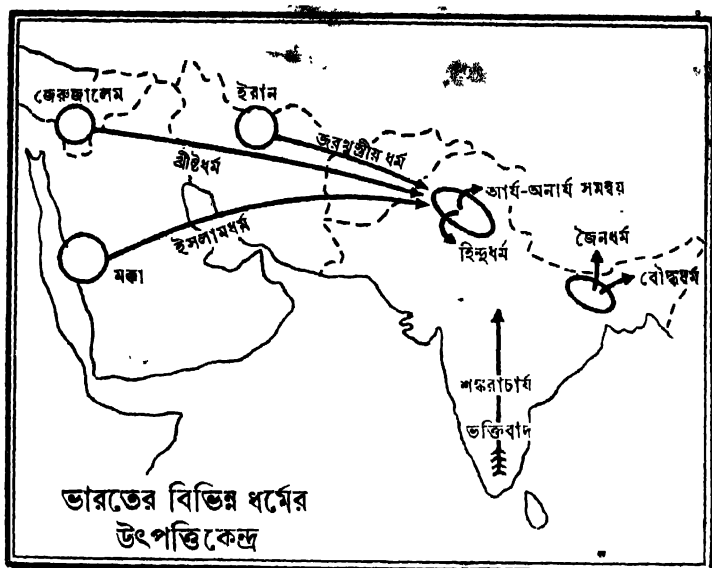 জেরুজালেম
ইরান
জরথুস্ত্রীয় ধর্ম
খ্রীষ্টধর্ম
আর্য-অনার্য সমন্বয়
ইসলামধর্ম
হিন্দুধর্ম
জৈনধর্ম
বৌদ্ধধর্ম
মক্কা
শঙ্করাচার্য
ভক্তিবাদ
ভারতের বিভিন্ন ধর্মের
উৎপত্তিকেন্দ্র